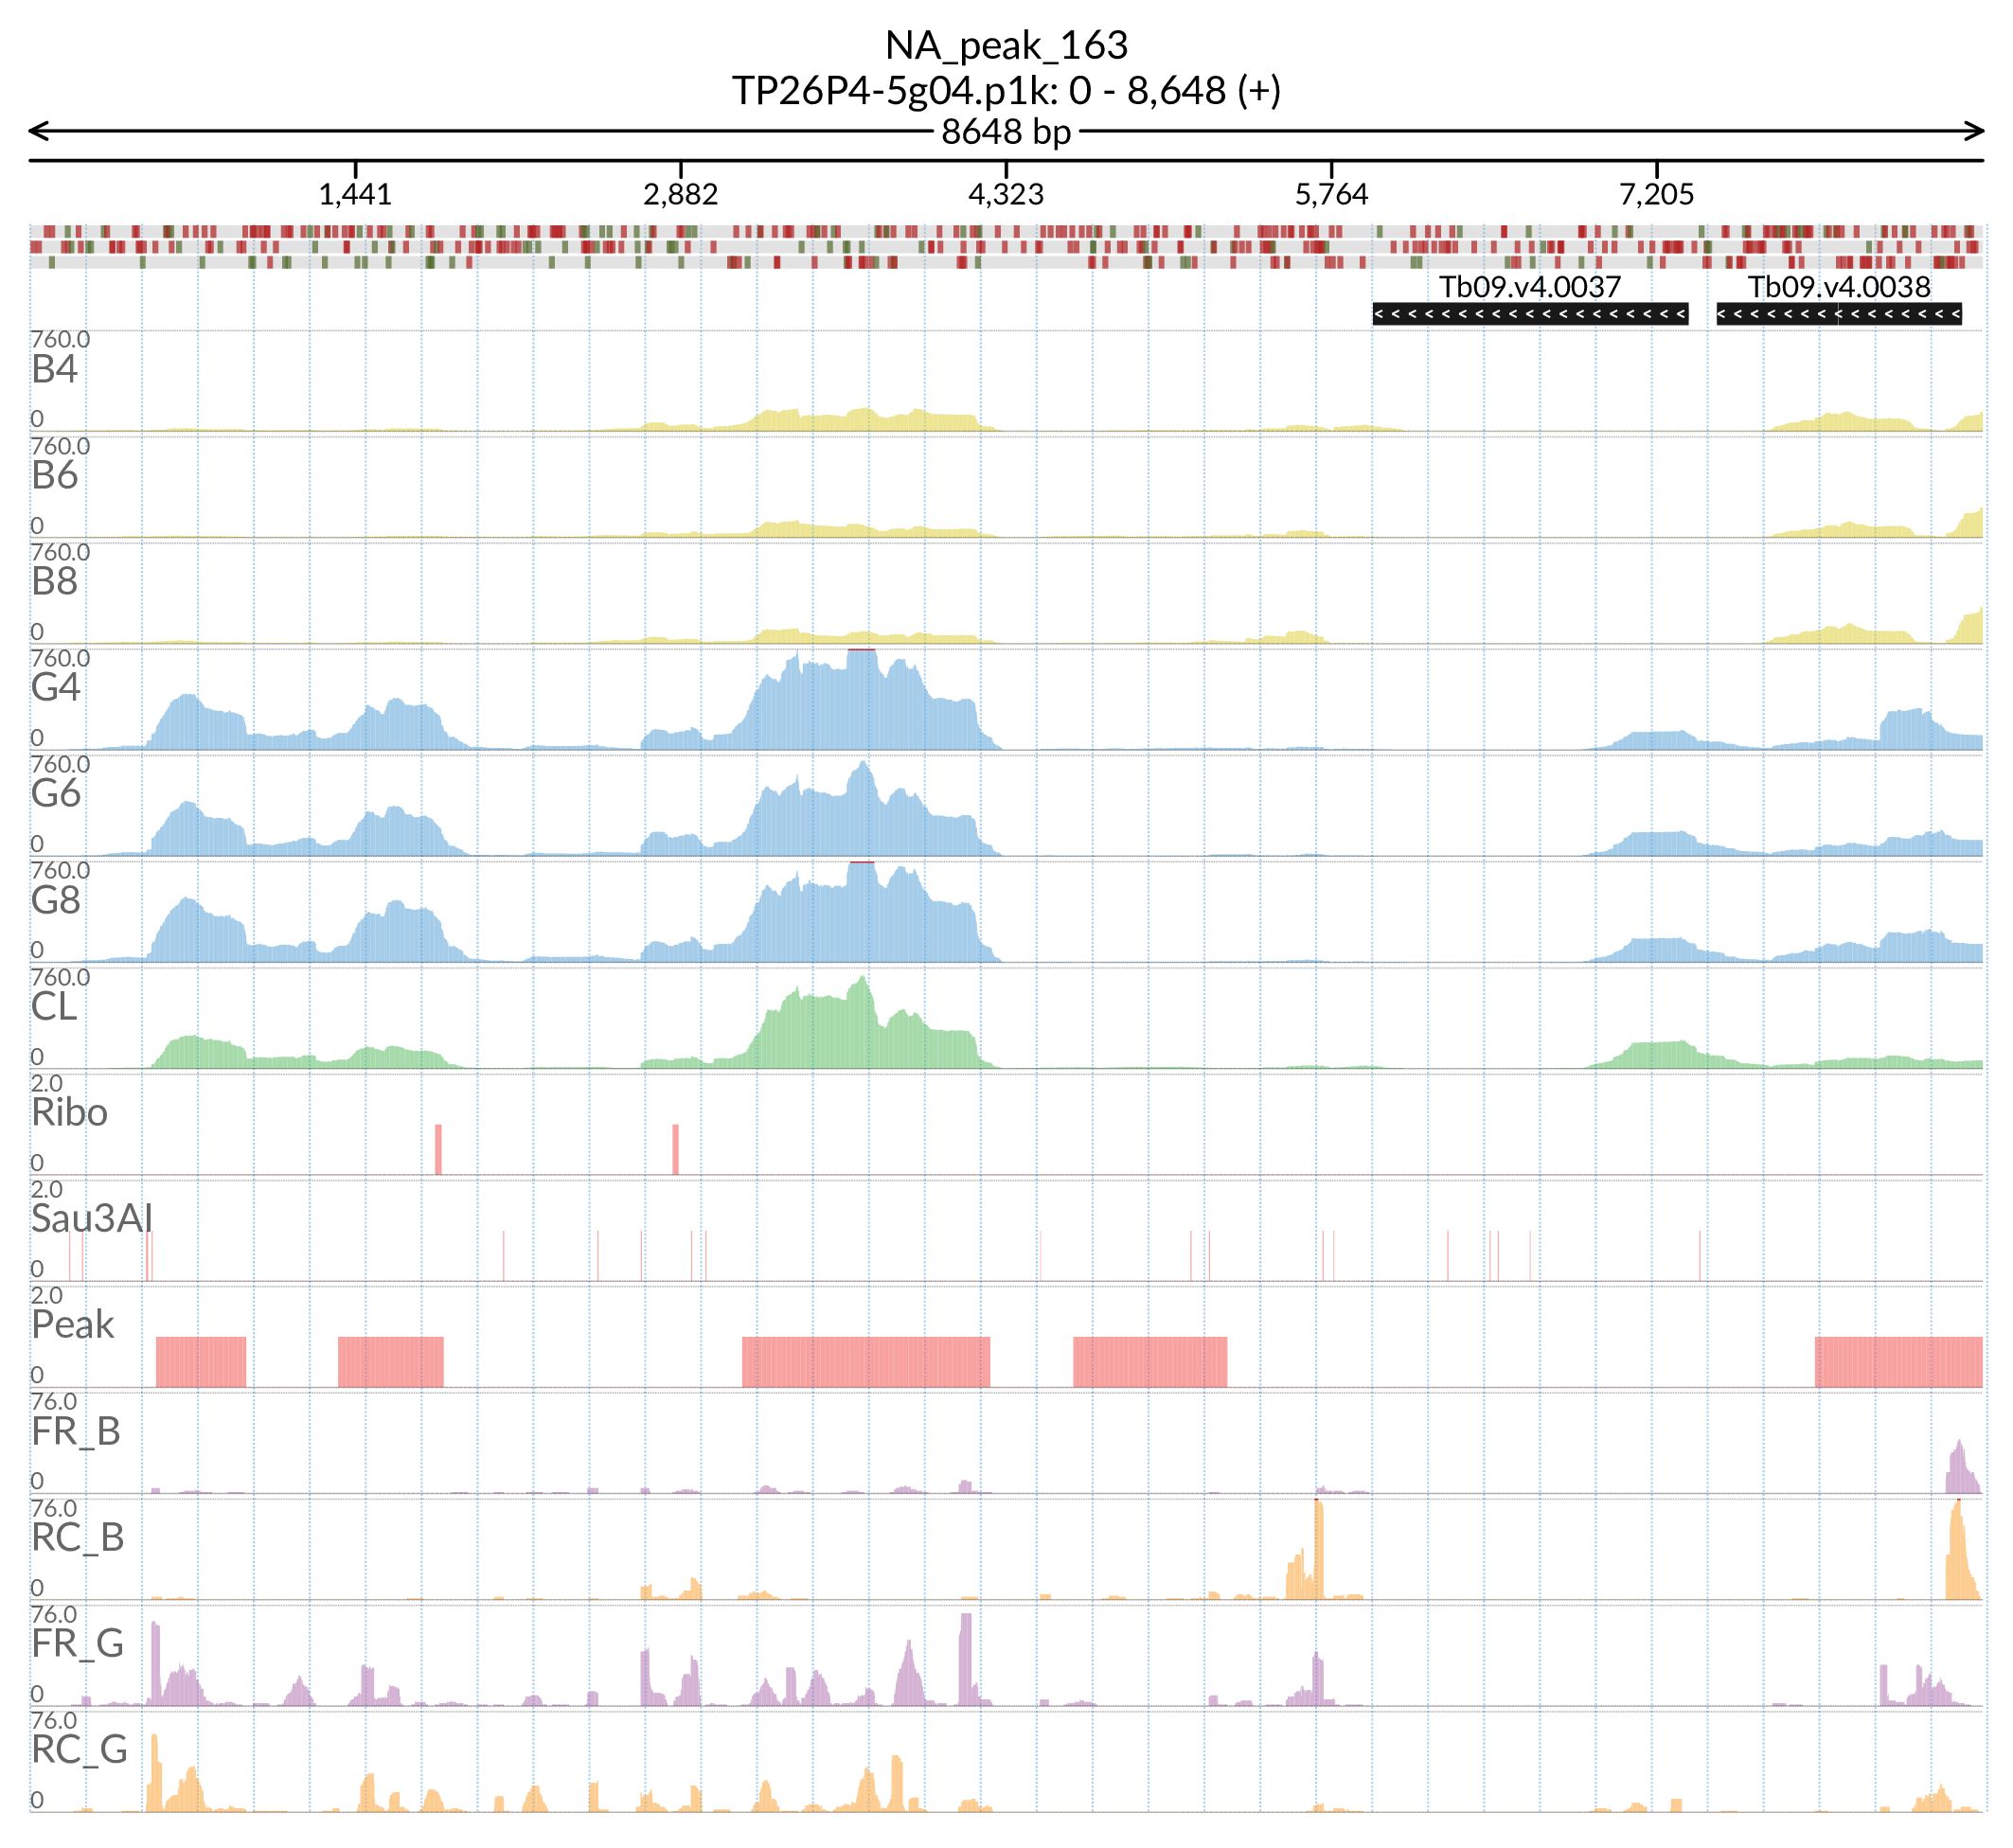 NA_peak_163
TP26P4-5g04.p1k: 0 - 8,648 (+)
8648 bp
1,441 2,882 4,323 5,764 7,205
Tb09.v4.0037 Tb09.v4.0038
760.0
B4
0
760.0
B6
0
760.0
B8
0
760.0
G4
0
760.0
G6
0
760.0
G8
0
760.0
CL
0
2.0
Ribo
0
2.0
Sau3AI
0
2.0
Peak
0
76.0
FR_B
0
76.0
RC_B
0
76.0
FR_G
0
76.0
RC_G
0